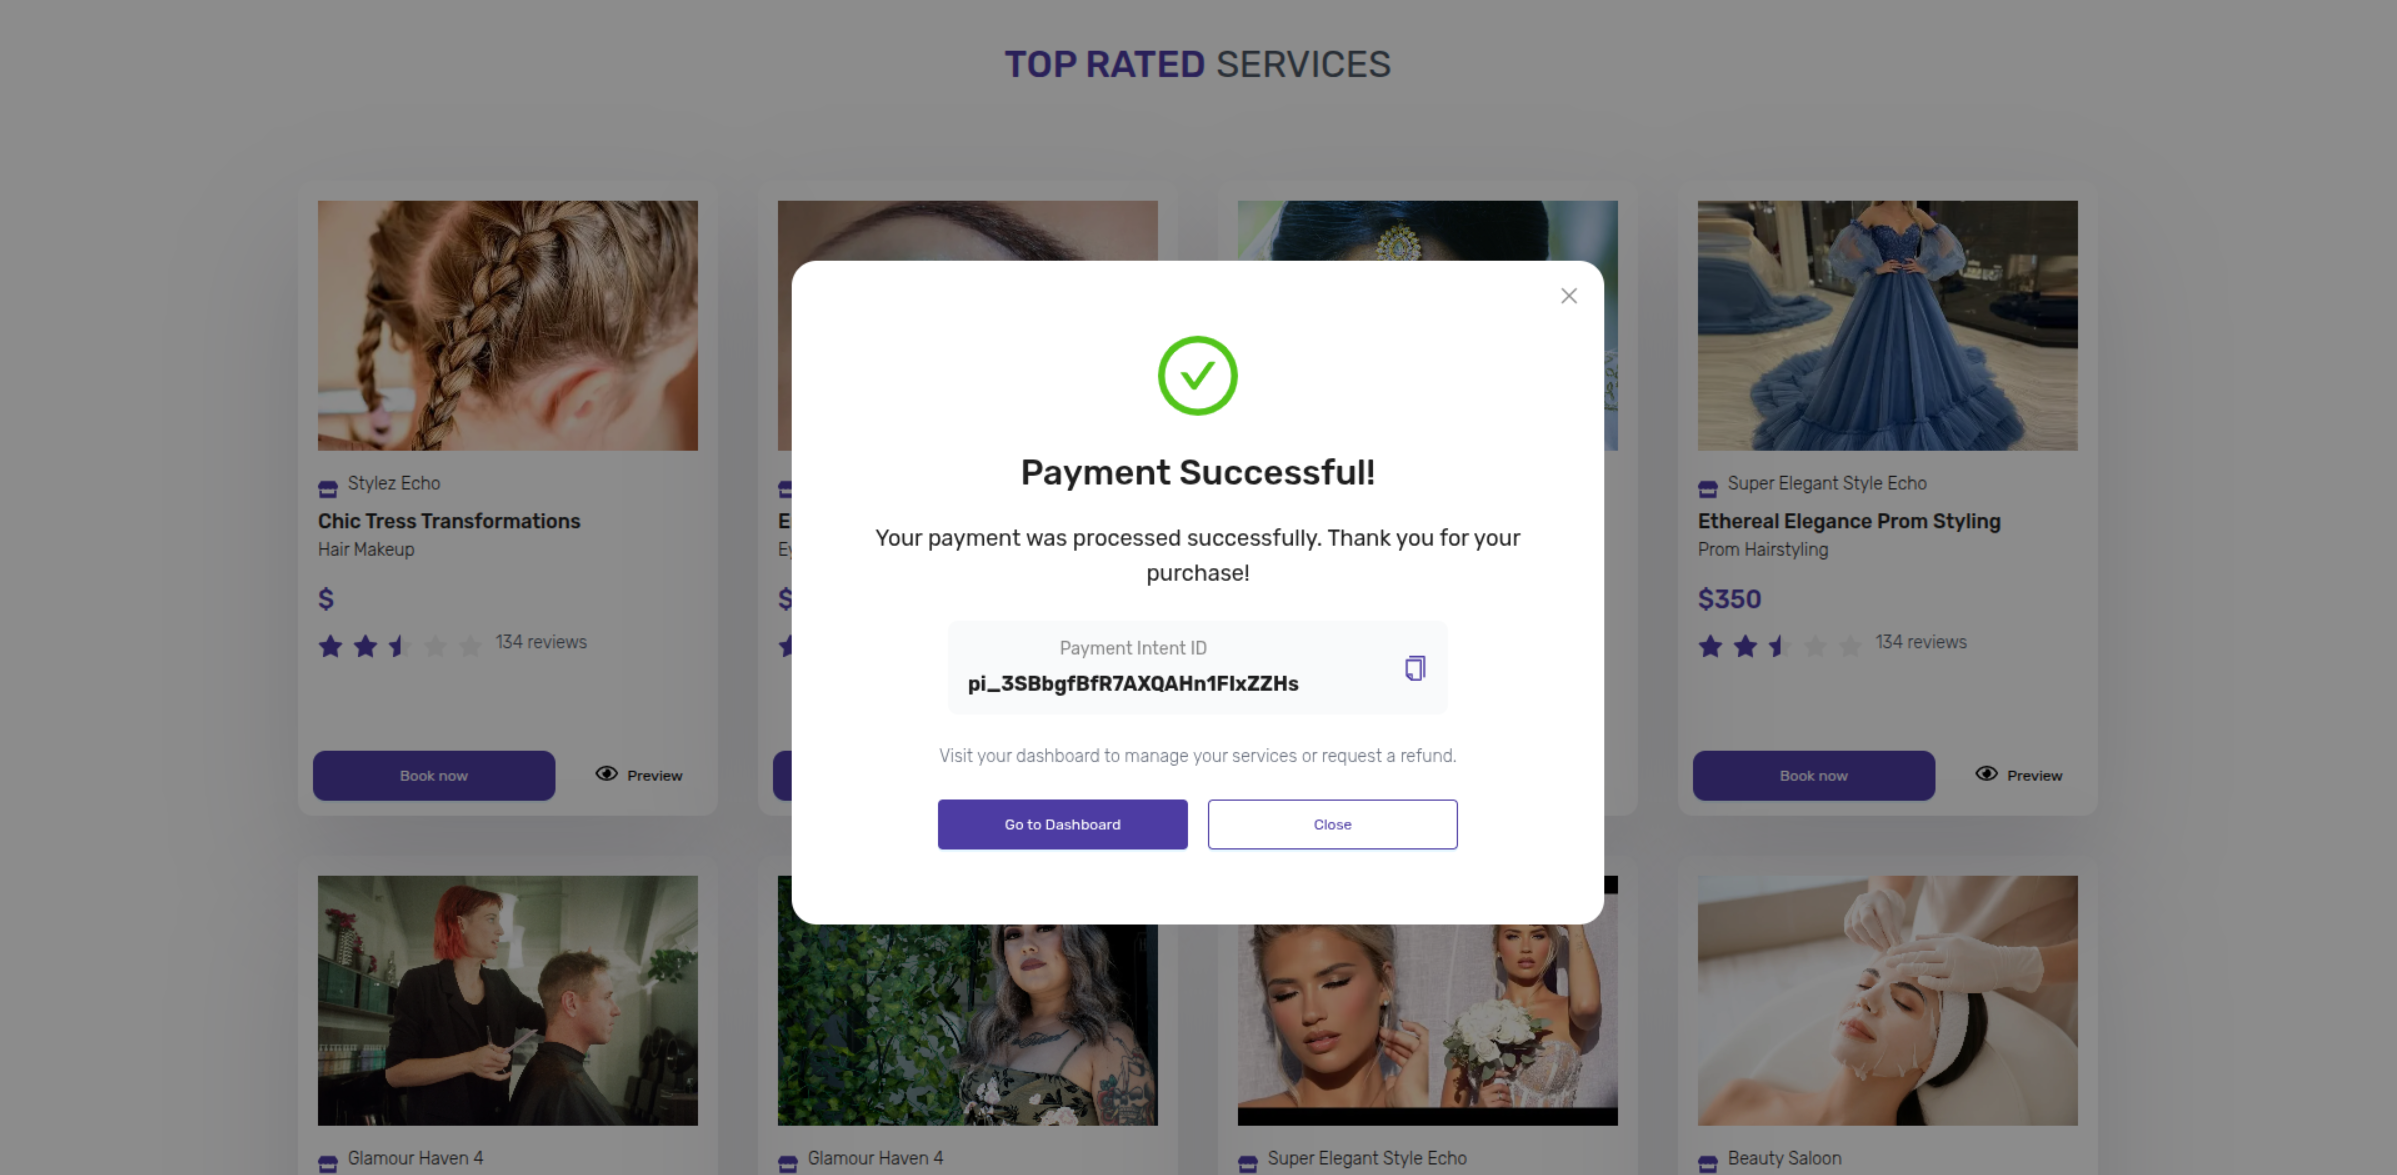 TOP RATED SERVICES
Payment Successful!
Your payment was processed successfully. Thank you for your
purchase!
Payment Intent ID
pi_3SBbgfBfR7AXQAHn1FIxZZHs
Visit your dashboard to manage your services or request a refund.
Go to Dashboard
Close
Stylez Echo
Chic Tress Transformations
Hair Makeup
$
134 reviews
Book now
Preview
E
Ey
$
Super Elegant Style Echo
Ethereal Elegance Prom Styling
Prom Hairstyling
$350
134 reviews
Book now
Preview
Glamour Haven 4
Glamour Haven 4
Super Elegant Style Echo
Beauty Saloon